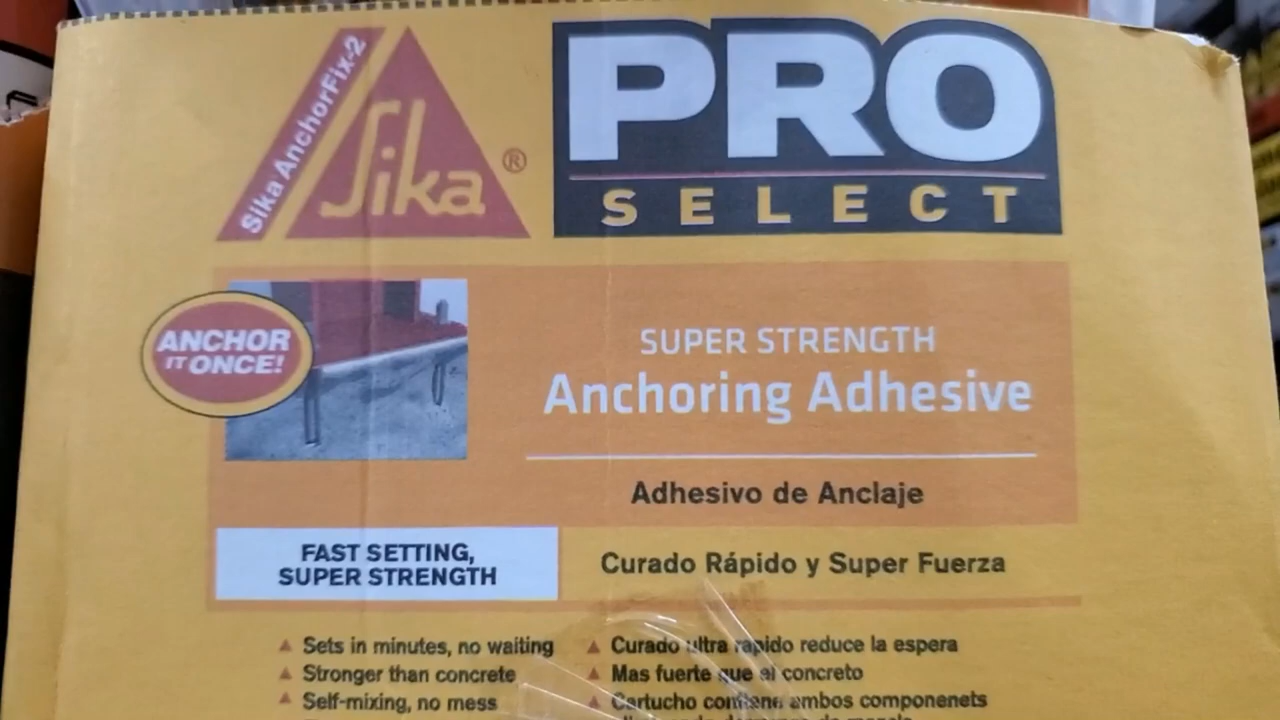 Sika AnchorFix-2
Sika®
PRO
SELECT
ANCHOR
IT ONCE!
SUPER STRENGTH
Anchoring Adhesive
Adhesivo de Anclaje
FAST SETTING,
SUPER STRENGTH
Curado Rápido y Super Fuerza
Sets in minutes, no waiting
Stronger than concrete
Self-mixing, no mess
Curado ultra rapido reduce la espera
Mas fuerte que el concreto
Cartucho contiene ambos componenets